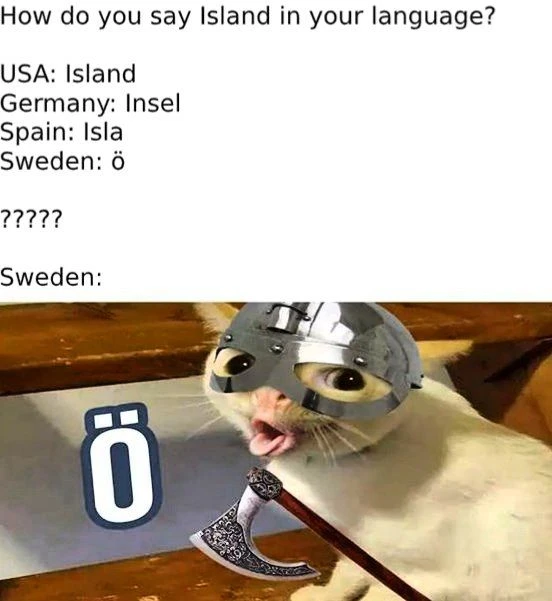 How do you say Island in your language?
USA: Island
Germany: Insel
Spain: Isla
Sweden: ö
?????
Sweden:
Ö